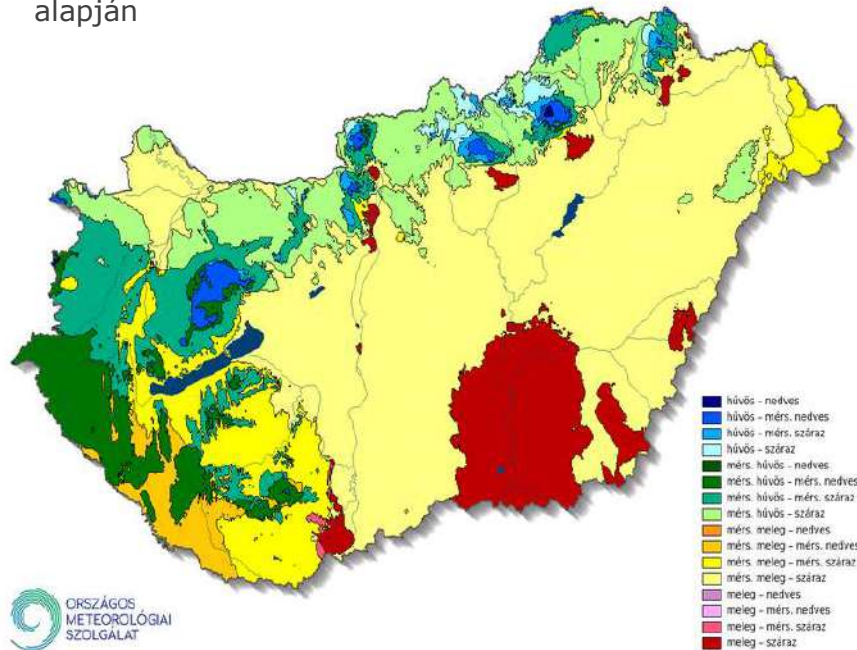 alapján
hűvös – nedves
hűvös – mérs. nedves
hűvös – mérs. száraz
hűvös – száraz
mérs. hűvös – nedves
mérs. hűvös – mérs. nedves
mérs. hűvös – mérs. száraz
mérs. hűvös – száraz
mérs. meleg – nedves
mérs. meleg – mérs. nedves
mérs. meleg – mérs. száraz
mérs. meleg – száraz
meleg – nedves
meleg – mérs. nedves
meleg – mérs. száraz
meleg – száraz
ORSZÁGOS
METEOROLÓGIAI
SZOLGÁLAT